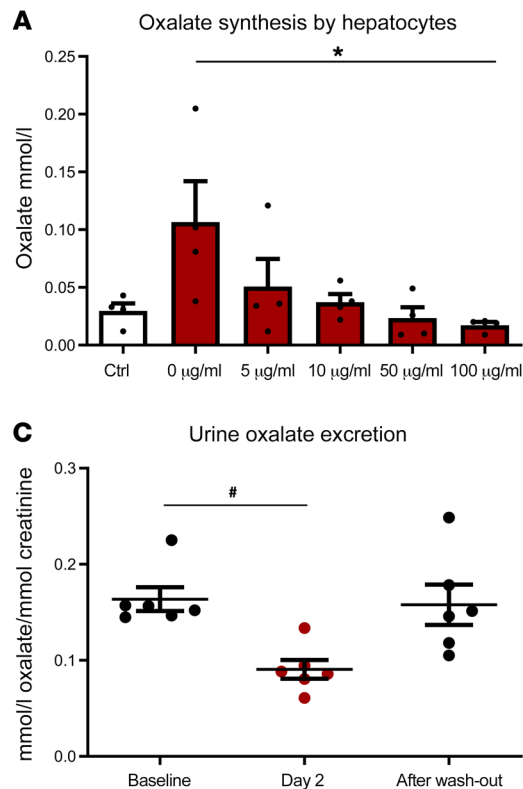 A
Oxalate synthesis by hepatocytes
*
Oxalate mmol/l
0.25
0.20
0.15
0.10
0.05
0.00
Ctrl 0 μg/ml 5 μg/ml 10 μg/ml 50 μg/ml 100 μg/ml
C
Urine oxalate excretion
#
mmol/l oxalate/mmol creatinine
0.3
0.2
0.1
0.0
Baseline Day 2 After wash-out